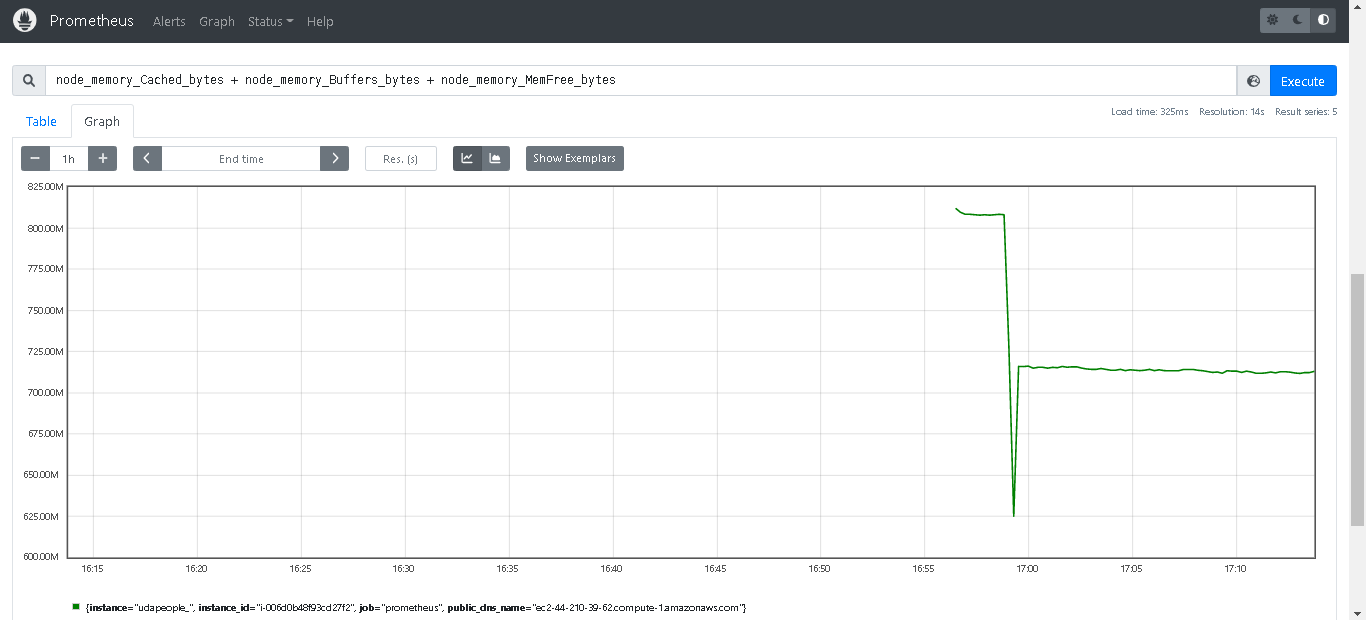 Prometheus Alerts Graph Status Help
node_memory_Cached_bytes + node_memory_Buffers_bytes + node_memory_MemFree_bytes
Execute
Table Graph
Load time: 325ms Resolution: 14s Result series: 5
− 1h + End time Res. (s) Show Exemplars
825.00M
800.00M
775.00M
750.00M
725.00M
700.00M
675.00M
650.00M
625.00M
600.00M
16:15 16:20 16:25 16:30 16:35 16:40 16:45 16:50 16:55 17:00 17:05 17:10
{instance="udapeople_", instance_id="i-006d0b48f93cd27f2", job="prometheus", public_dns_name="ec2-44-210-39-62.compute-1.amazonaws.com"}